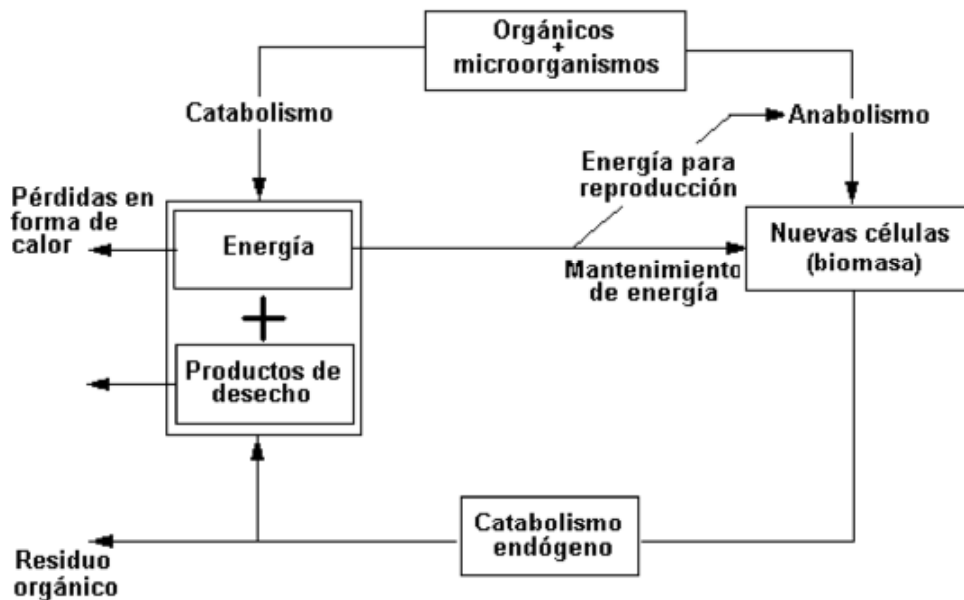 Orgánicos
+
microorganismos
Catabolismo
Anabolismo
Energía para
reproducción
Pérdidas en
forma de
calor
Energía
Nuevas células
(biomasa)
Mantenimiento
de energía
+
Productos de
desecho
Catabolismo
endógeno
Residuo
orgánico